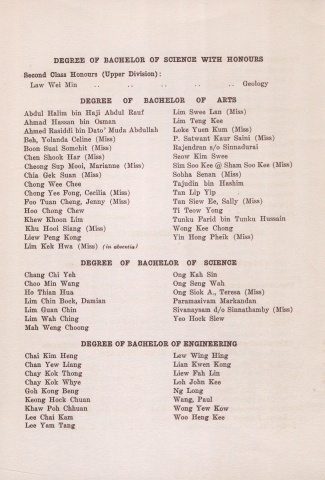 DEGREE OF BACHELOR OF SCIENCE WITH HONOURS
Second Class Honours (Upper Division):
Law Wei Min .. .. .. .. .. Geology
DEGREE OF BACHELOR OF ARTS
Abdul Halim bin Haji Abdul Rauf
Ahmad Hassan bin Osman
Ahmed Rasiddi bin Dato' Muda Abdullah
Beh, Yolanda Celine (Miss)
Boon Suai Somchit (Miss)
Chen Shook Har (Miss)
Cheong Sup Mooi, Marianne (Miss)
Chia Gek Suan (Miss)
Chong Wee Chee
Chong Yee Fong, Cecilia (Miss)
Foo Tuan Cheng, Jenny (Miss)
Hoo Chong Chew
Khew Khoon Lim
Khu Hooi Siang (Miss)
Liew Peng Kong
Lim Kek Hwa (Miss) (in absentia)
Lim Swee Lan (Miss)
Lim Teng Kee
Loke Yuen Kum (Miss)
P. Satwant Kaur Saini (Miss)
Rajendran s/o Sinnadurai
Seow Kim Swee
Sim Soo Kee @ Sham Soo Kee (Miss)
Sobha Senan (Miss)
Tajudin bin Hashim
Tan Lip Yip
Tan Siew Ee, Sally (Miss)
Ti Teow Yong
Tunku Farid bin Tunku Hussain
Wong Kee Chong
Yin Hong Pheik (Miss)
DEGREE OF BACHELOR OF SCIENCE
Chang Chi Yeh
Choo Min Wang
Ho Thian Hua
Lim Chin Bock, Damian
Lim Guan Chin
Lim Wah Ching
Mah Weng Choong
Ong Kah Sin
Ong Seng Wah
Ong Siok A., Teresa (Miss)
Paramasivam Markandan
Sivanayasam d/o Sinnathamby (Miss)
Yeo Hock Siew
DEGREE OF BACHELOR OF ENGINEERING
Chai Kim Heng
Chan Yew Liang
Chay Kok Thong
Chay Kok Whye
Goh Kong Beng
Keong Hock Chuan
Khaw Poh Chhuan
Lee Chai Kam
Lee Yam Tang
Lew Wing Hing
Lian Kwen Kong
Liew Fah Lin
Loh John Kee
Ng Long
Wang, Paul
Wong Yew Kow
Woo Heng Kee